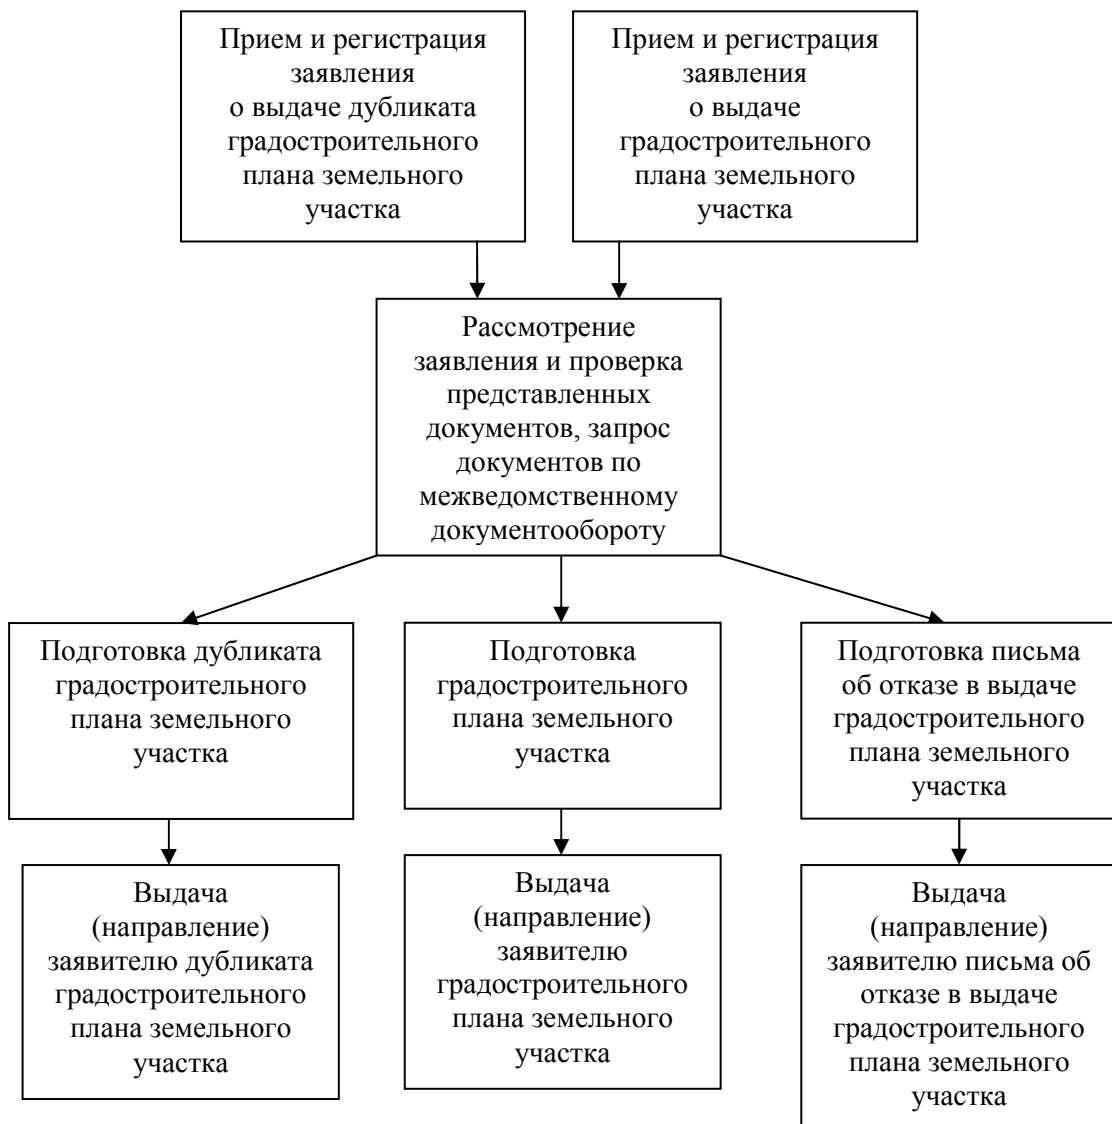 Прием и регистрация
заявления
о выдаче дубликата
градостроительного
плана земельного
участка
Прием и регистрация
заявления
о выдаче
градостроительного
плана земельного
участка
Рассмотрение
заявления и проверка
представленных
документов, запрос
документов по
межведомственному
документообороту
Подготовка дубликата
градостроительного
плана земельного
участка
Подготовка
градостроительного
плана земельного
участка
Подготовка письма
об отказе в выдаче
градостроительного
плана земельного
участка
Выдача
(направление)
заявителю дубликата
градостроительного
плана земельного
участка
Выдача
(направление)
заявителю
градостроительного
плана земельного
участка
Выдача
(направление)
заявителю письма об
отказе в выдаче
градостроительного
плана земельного
участка